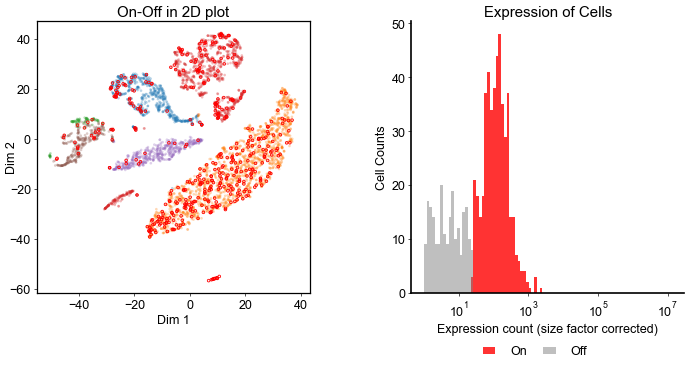 On-Off in 2D plot
Dim 2
40
20
0
−20
−40
−60
−40
−20
0
20
40
Dim 1
Expression of Cells
Cell Counts
50
40
30
20
10
0
10^1
10^3
10^5
10^7
Expression count (size factor corrected)
On
Off